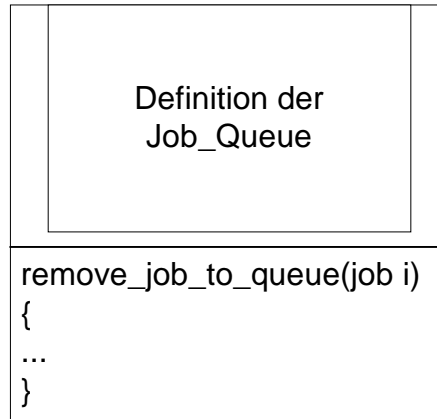 Definition der
Job_Queue
remove_job_to_queue(job i)
{
...
}